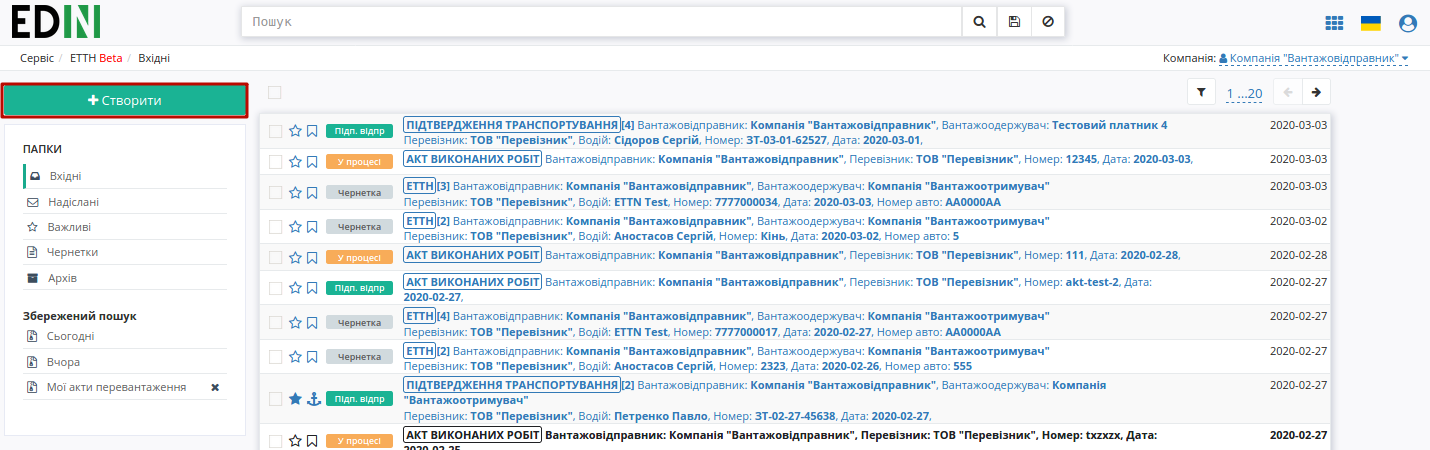 EDIN
Пошук
Сервіс / ЕТТН Beta / Вхідні
Компанія: Компанія "Вантажовідправник"
Створити
1 ...20
ПАПКИ
Вхідні
Надіслані
Важливі
Чернетки
Архів
Збережений пошук
Сьогодні
Вчора
Мої акти перевантаження
Підп. відпр ПІДТВЕРДЖЕННЯ ТРАНСПОРТУВАННЯ[4] Вантажовідправник: Компанія "Вантажовідправник", Вантажоодержувач: Тестовий платник 4 2020-03-03
Перевізник: ТОВ "Перевізник", Водій: Сідоров Сергій, Номер: ЗТ-03-01-62527, Дата: 2020-03-01,
У процесі АКТ ВИКОНАНИХ РОБІТ Вантажовідправник: Компанія "Вантажовідправник", Перевізник: ТОВ "Перевізник", Номер: 12345, Дата: 2020-03-03, 2020-03-03
Чернетка ЕТТН[3] Вантажовідправник: Компанія "Вантажовідправник", Вантажоодержувач: Компанія "Вантажоотримувач" 2020-03-03
Перевізник: ТОВ "Перевізник", Водій: ETTN Test, Номер: 7777000034, Дата: 2020-03-03, Номер авто: АА0000АА
Чернетка ЕТТН[2] Вантажовідправник: Компанія "Вантажовідправник", Вантажоодержувач: Компанія "Вантажоотримувач" 2020-03-02
Перевізник: ТОВ "Перевізник", Водій: Аностасов Сергій, Номер: Кінь, Дата: 2020-03-02, Номер авто: 5
У процесі АКТ ВИКОНАНИХ РОБІТ Вантажовідправник: Компанія "Вантажовідправник", Перевізник: ТОВ "Перевізник", Номер: 111, Дата: 2020-02-28, 2020-02-28
Підп. відпр АКТ ВИКОНАНИХ РОБІТ Вантажовідправник: Компанія "Вантажовідправник", Перевізник: ТОВ "Перевізник", Номер: akt-test-2, Дата: 2020-02-27
2020-02-27,
Чернетка ЕТТН[4] Вантажовідправник: Компанія "Вантажовідправник", Вантажоодержувач: Компанія "Вантажоотримувач" 2020-02-27
Перевізник: ТОВ "Перевізник", Водій: ETTN Test, Номер: 7777000017, Дата: 2020-02-27, Номер авто: АА0000АА
Чернетка ЕТТН[2] Вантажовідправник: Компанія "Вантажовідправник", Вантажоодержувач: Компанія "Вантажоотримувач" 2020-02-27
Перевізник: ТОВ "Перевізник", Водій: Аностасов Сергій, Номер: 2323, Дата: 2020-02-26, Номер авто: 555
Підп. відпр ПІДТВЕРДЖЕННЯ ТРАНСПОРТУВАННЯ[2] Вантажовідправник: Компанія "Вантажовідправник", Вантажоодержувач: Компанія 2020-02-27
"Вантажоотримувач"
Перевізник: ТОВ "Перевізник", Водій: Петренко Павло, Номер: ЗТ-02-27-45638, Дата: 2020-02-27,
У процесі АКТ ВИКОНАНИХ РОБІТ Вантажовідправник: Компанія "Вантажовідправник", Перевізник: ТОВ "Перевізник", Номер: txzxzx, Дата: 2020-02-27